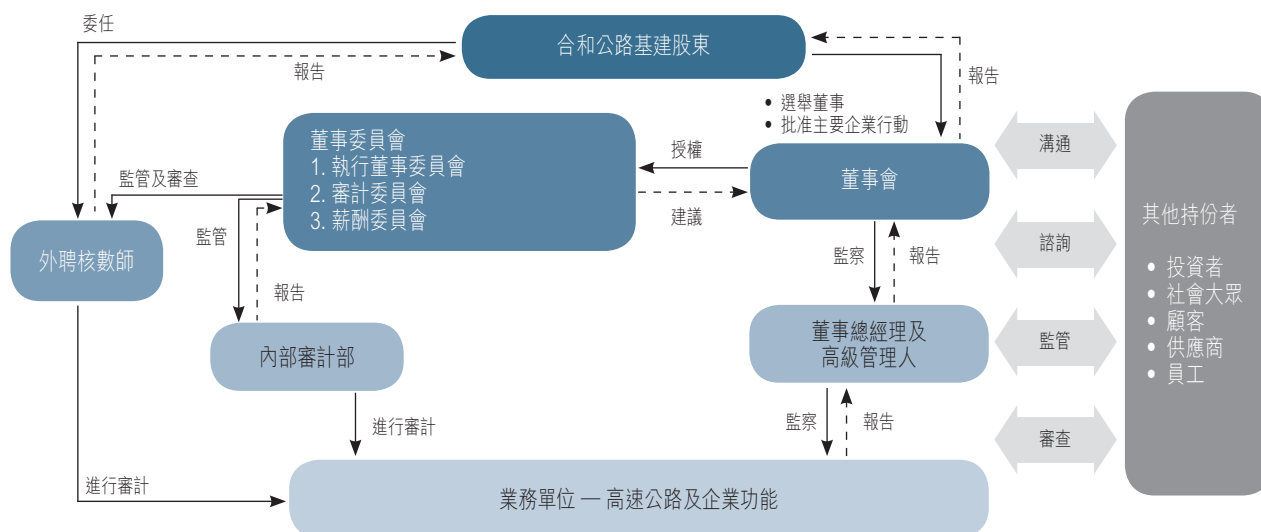 委任
合和公路基建股東
報告
報告
• 選舉董事
• 批准主要企業行動
董事委員會
1. 執行董事委員會
2. 審計委員會
3. 薪酬委員會
授權
建議
董事會
溝通
監管及審查
外聘核數師
監管
報告
監察
報告
諮詢
其他持份者
• 投資者
• 社會大眾
• 顧客
• 供應商
• 員工
內部審計部
董事總經理及
高級管理人
監管
進行審計
監察
報告
審查
進行審計
業務單位 — 高速公路及企業功能